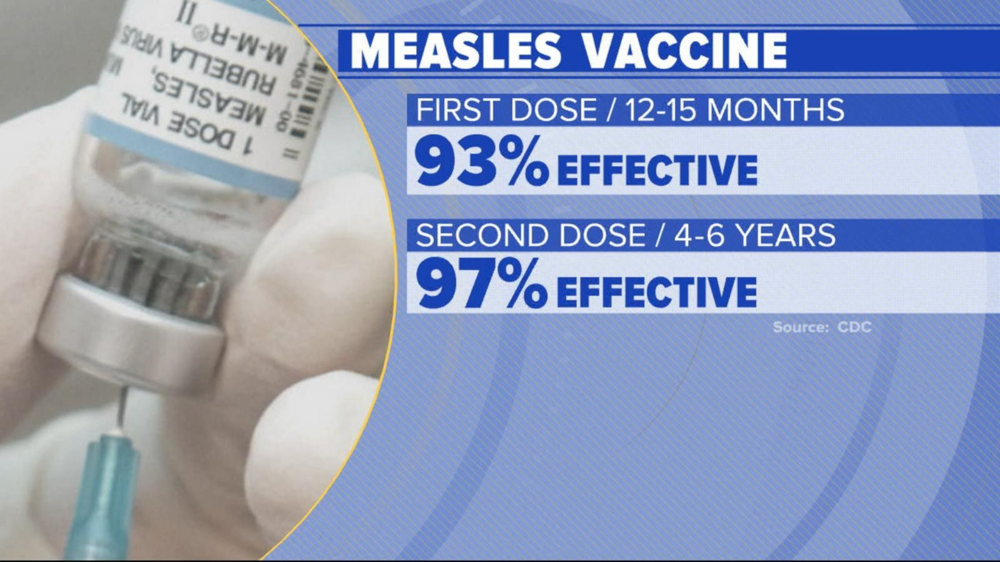 MEASLES VACCINE
FIRST DOSE / 12-15 MONTHS
93% EFFECTIVE
SECOND DOSE / 4-6 YEARS
97% EFFECTIVE
Source: CDC
1 DOSE VIAL
MEASLES,
RUBELLA VIRUS
M-M-R® II